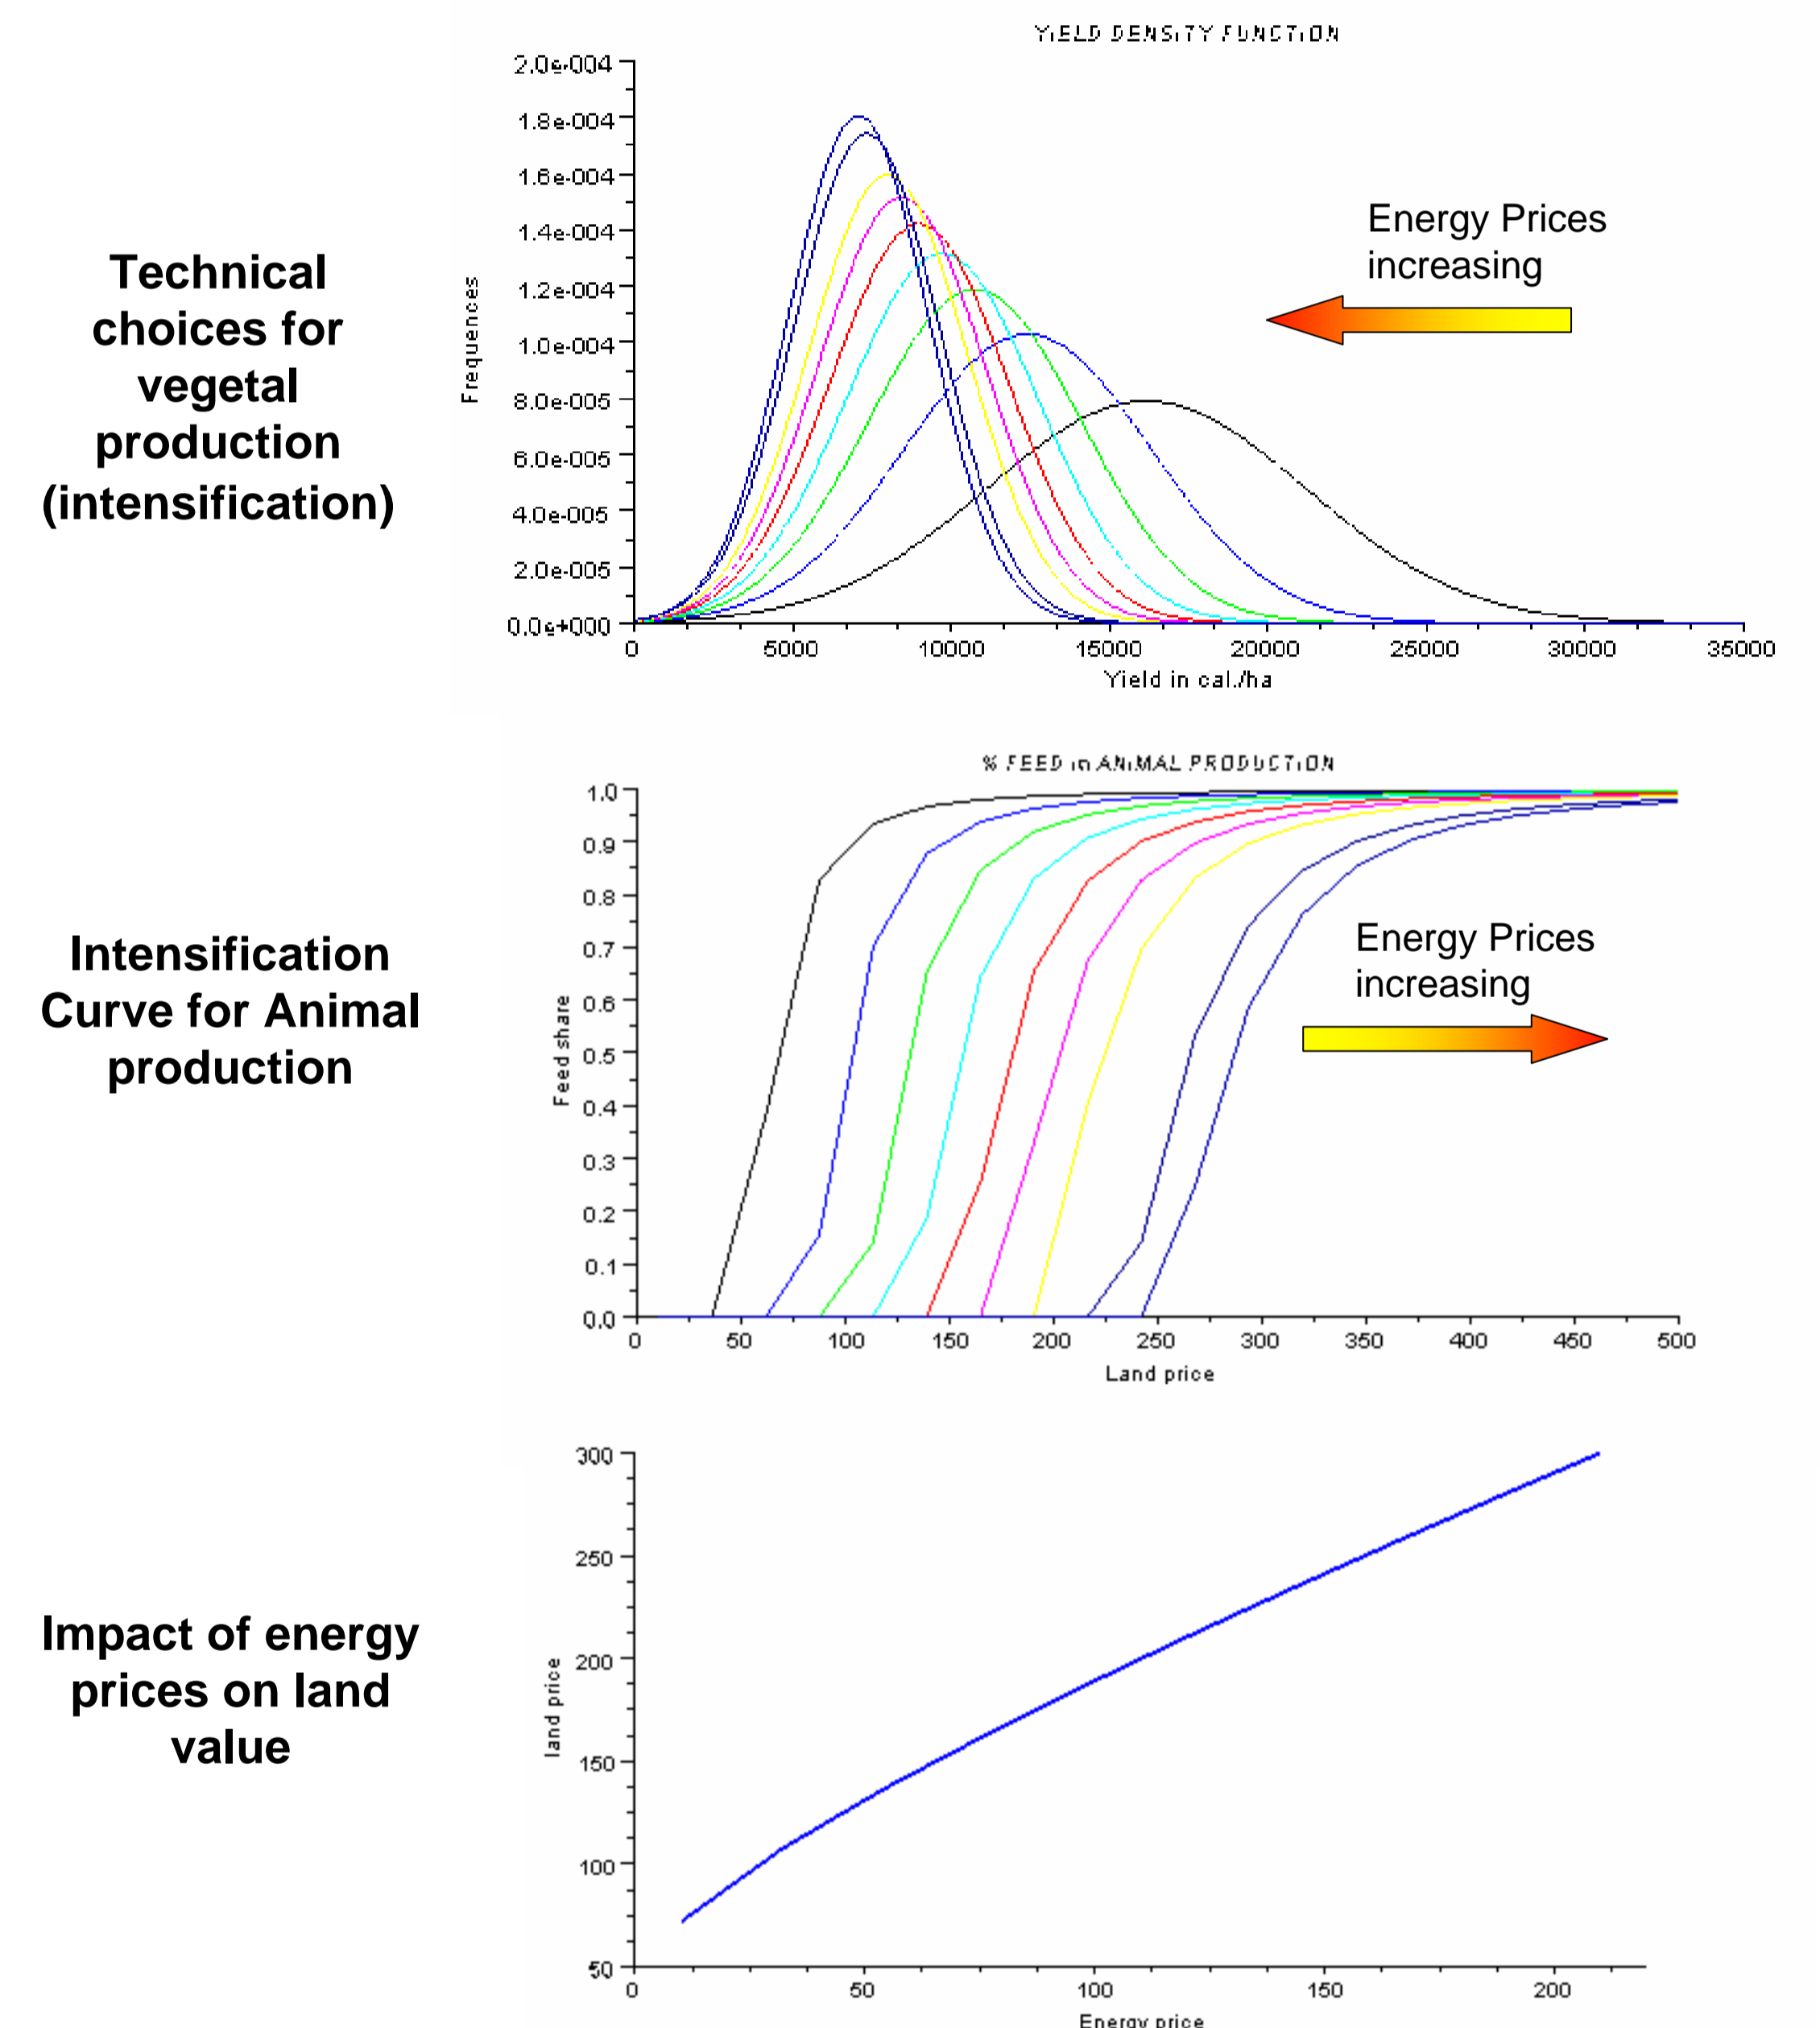 YIELD DENSITY FUNCTION
2.0e-004
1.8e-004
1.6e-004
1.4e-004
1.2e-004
1.0e-004
8.0e-005
6.0e-005
4.0e-005
2.0e-005
0.0e+000
Frequences
0 5000 10000 15000 20000 25000 30000 35000
Yield in cal./ha
Energy Prices
increasing
Technical
choices for
vegetal
production
(intensification)
% FEED in ANIMAL PRODUCTION
1.0
0.9
0.8
0.7
0.6
0.5
0.4
0.3
0.2
0.1
0.0
Feed share
0 50 100 150 200 250 300 350 400 450 500
Land price
Energy Prices
increasing
Intensification
Curve for Animal
production
300
250
200
150
100
50
land price
0 50 100 150 200
Energy price
Impact of energy
prices on land
value